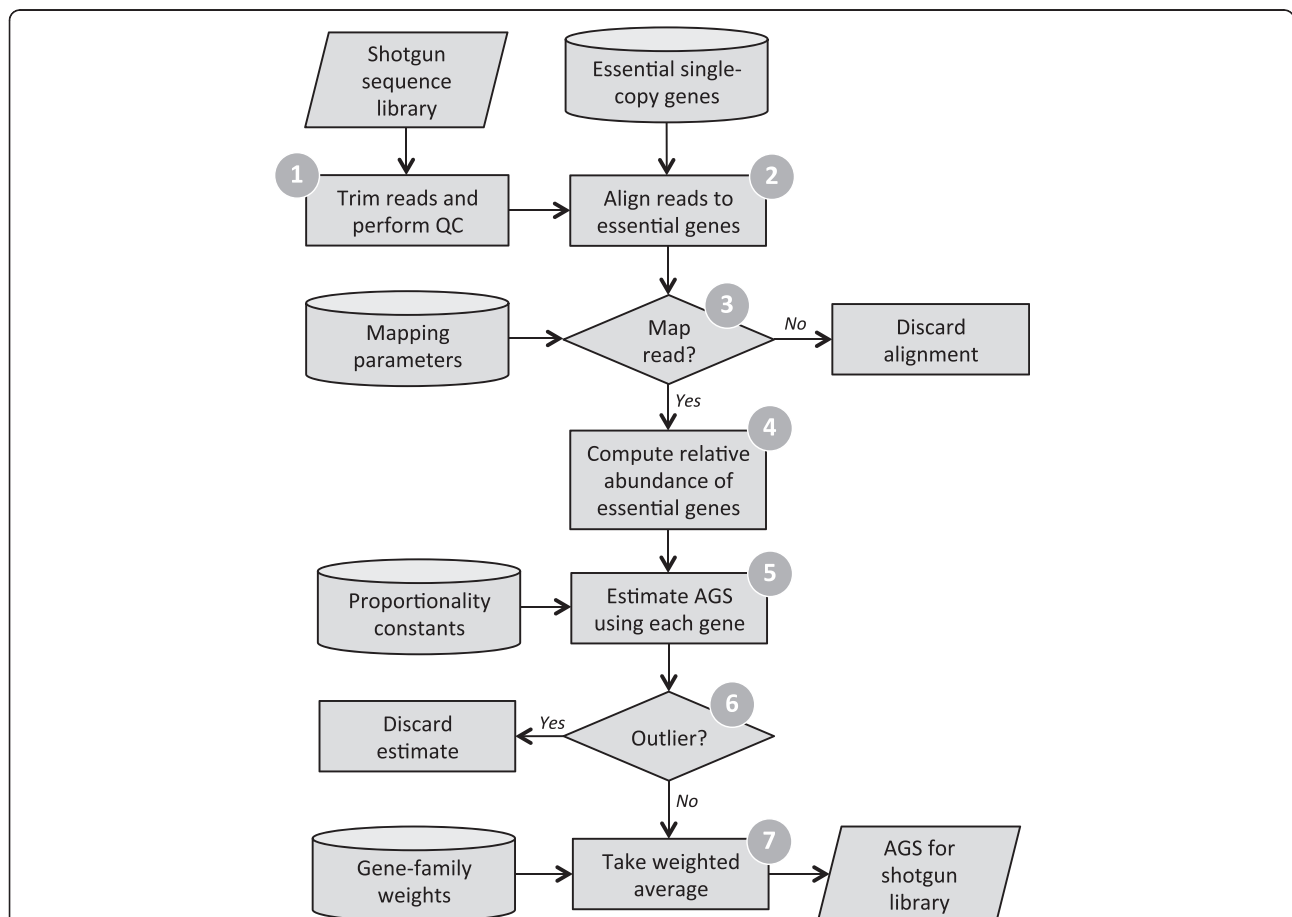 Shotgun
sequence
library
Essential single-
copy genes
1
Trim reads and
perform QC
2
Align reads to
essential genes
Mapping
parameters
3
Map
read?
No
Discard
alignment
Yes
4
Compute relative
abundance of
essential genes
Proportionality
constants
5
Estimate AGS
using each gene
6
Outlier?
Yes
Discard
estimate
No
Gene-family
weights
7
Take weighted
average
AGS for
shotgun
library